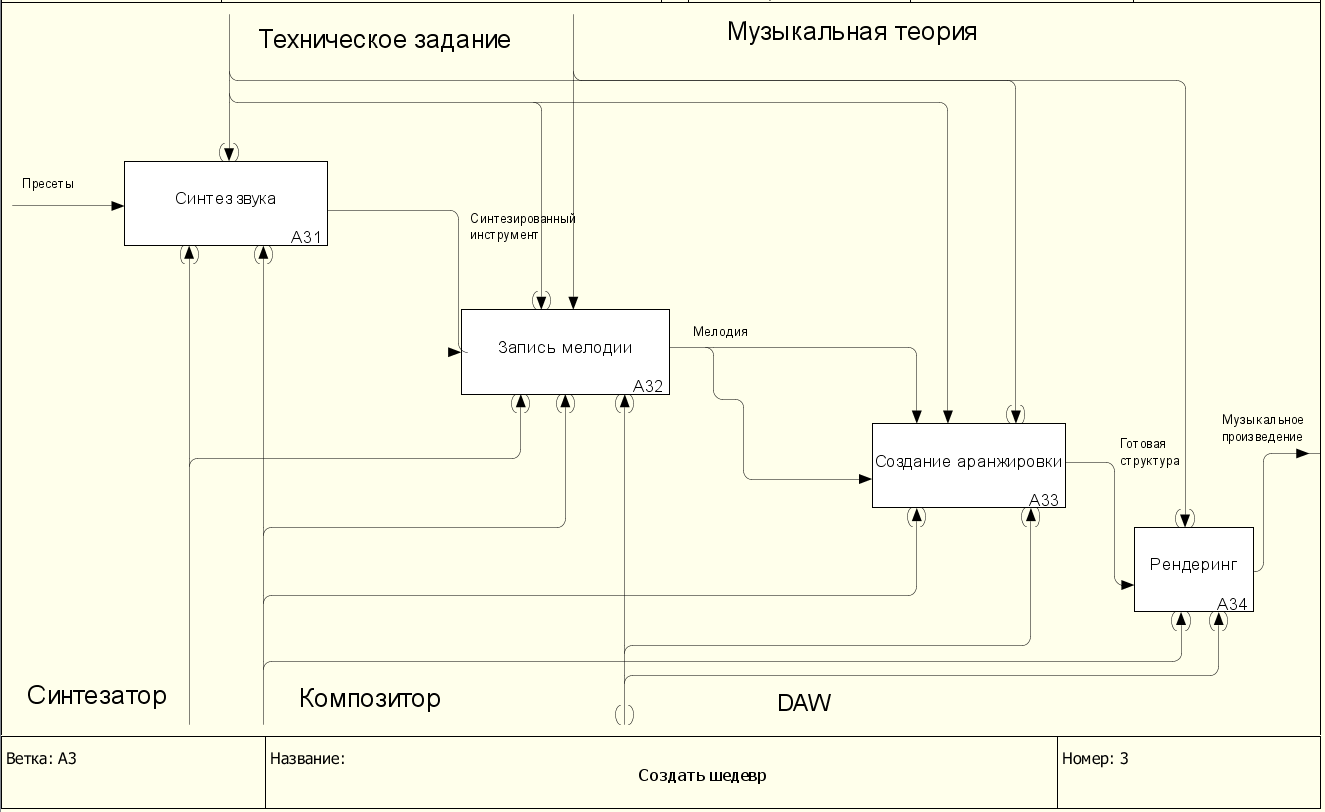 Техническое задание
Музыкальная теория
Пресеты
Синтез звука
A31
Синтезированный
инструмент
Мелодия
Запись мелодии
A32
Музыкальное
произведение
Готовая
структура
Создание аранжировки
A33
Рендеринг
A34
Синтезатор
Композитор
DAW
Ветка: A3
Название:
Номер: 3
Создать шедевр